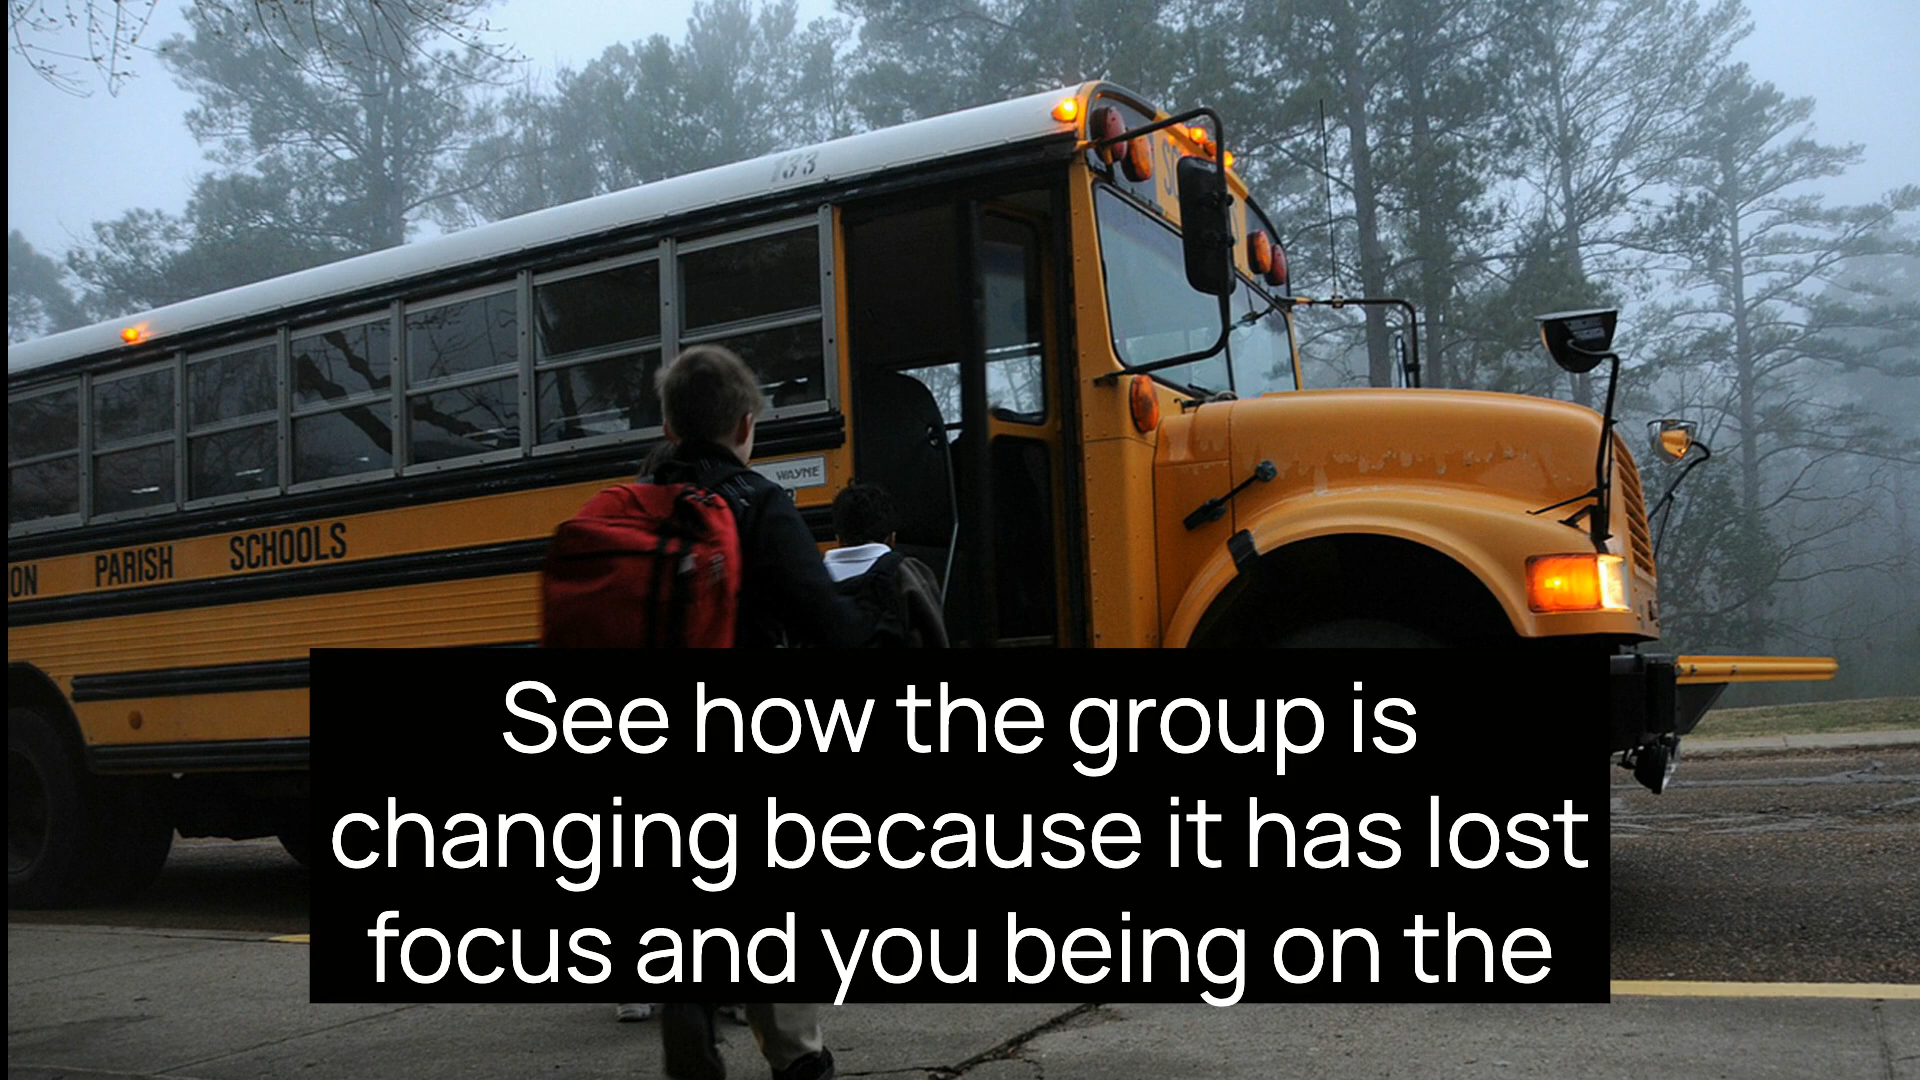 133
WAYNE
ON PARISH SCHOOLS
See how the group is
changing because it has lost
focus and you being on the